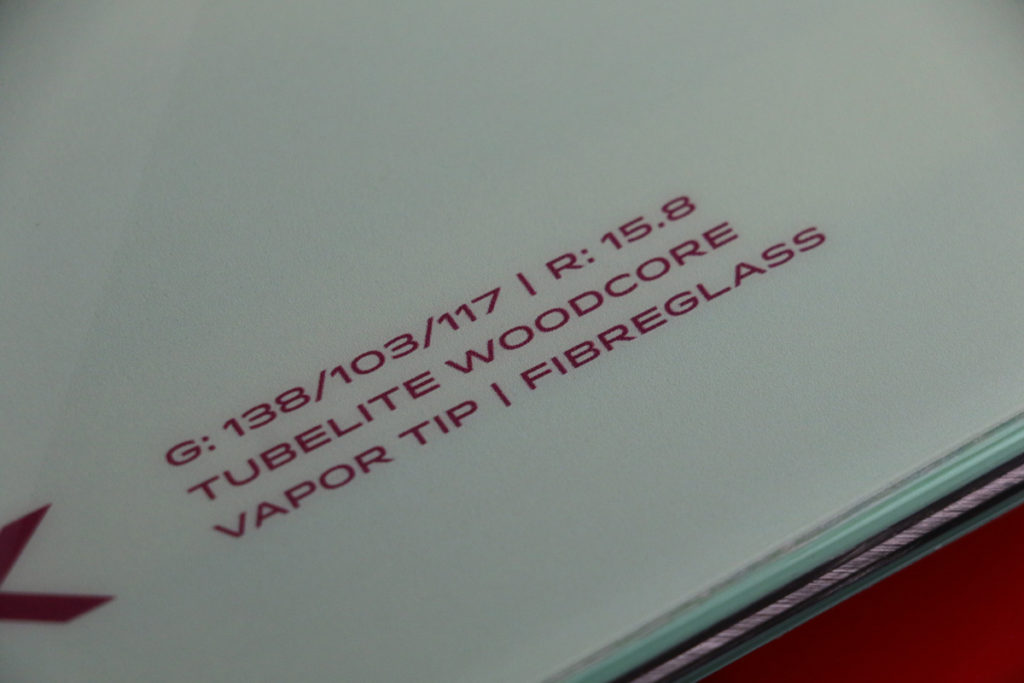 G: 138/103/117 | R: 15.8
TUBELITE WOODCORE
VAPOR TIP | FIBREGLASS